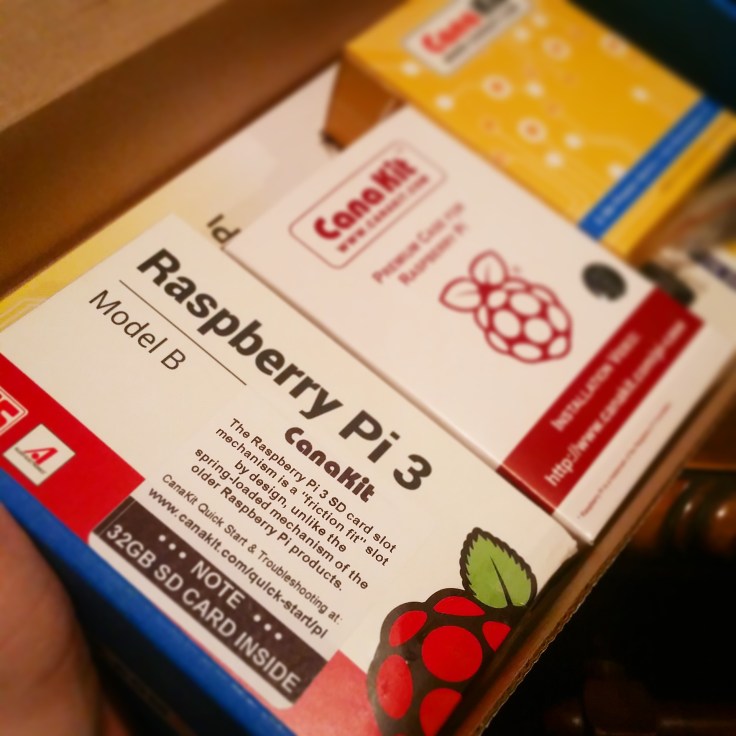 CanaKit
CanaKit
www.canakit.com
Premium Case for
Raspberry Pi
Installation Video:
http://www.canakit.com/pi-case
Id
Raspberry Pi 3
Model B
CanaKit
The Raspberry Pi 3 SD card slot
mechanism is a "friction fit" slot
by design, unlike the
spring-loaded mechanism of the
older Raspberry Pi products.
CanaKit Quick Start & Troubleshooting at:
www.canakit.com/quick-start/pi
••• NOTE •••
32GB SD CARD INSIDE